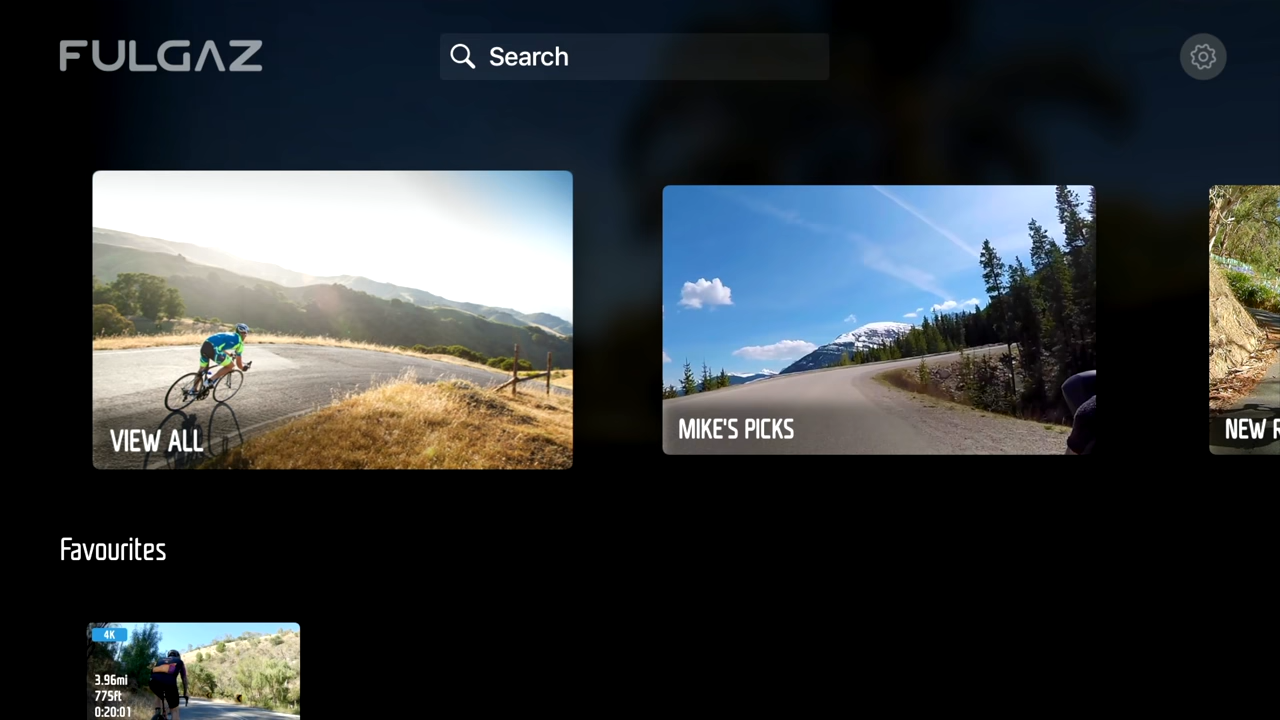 FULGAZ
Search
VIEW ALL
MIKE'S PICKS
NEW
Favourites
4K
3.96mi
775ft
0:20:01